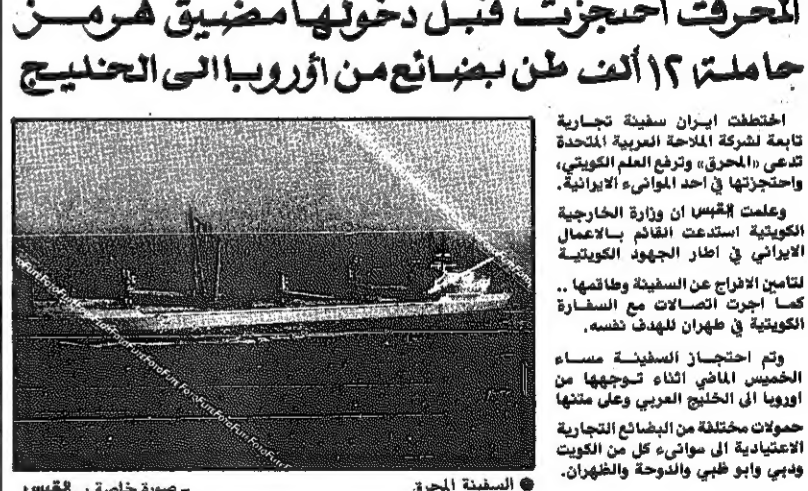 المحرقت احتجزت قبل دخولها مضيق هرمز
حاملة ١٢ ألف طن بضائع من أوروبا الى الخليج
اختطفت ايران سفينة تجارية
تابعة لشركة الملاحة العربية المتحدة
تدعى «المحرق» وترفع العلم الكويتي،
واحتجزتها في احد الموانىء الايرانية.
وعلمت القبس ان وزارة الخارجية
الكويتية استدعت القائم بالاعمال
الايراني في اطار الجهود الكويتية
لتأمين الافراج عن السفينة وطاقمها ..
كما اجرت اتصالات مع السفارة
الكويتية في طهران للهدف نفسه.
وتم احتجاز السفينة مساء
الخميس الماضي اثناء توجهها من
اوروبا الى الخليج العربي وعلى متنها
حمولات مختلفة من البضائع التجارية
الاعتيادية الى موانىء كل من الكويت
ودبي وابو ظبي والدوحة والظهران.
السفينة المحرق
- صورة خاصة بـ القبس
FunFunFunFun